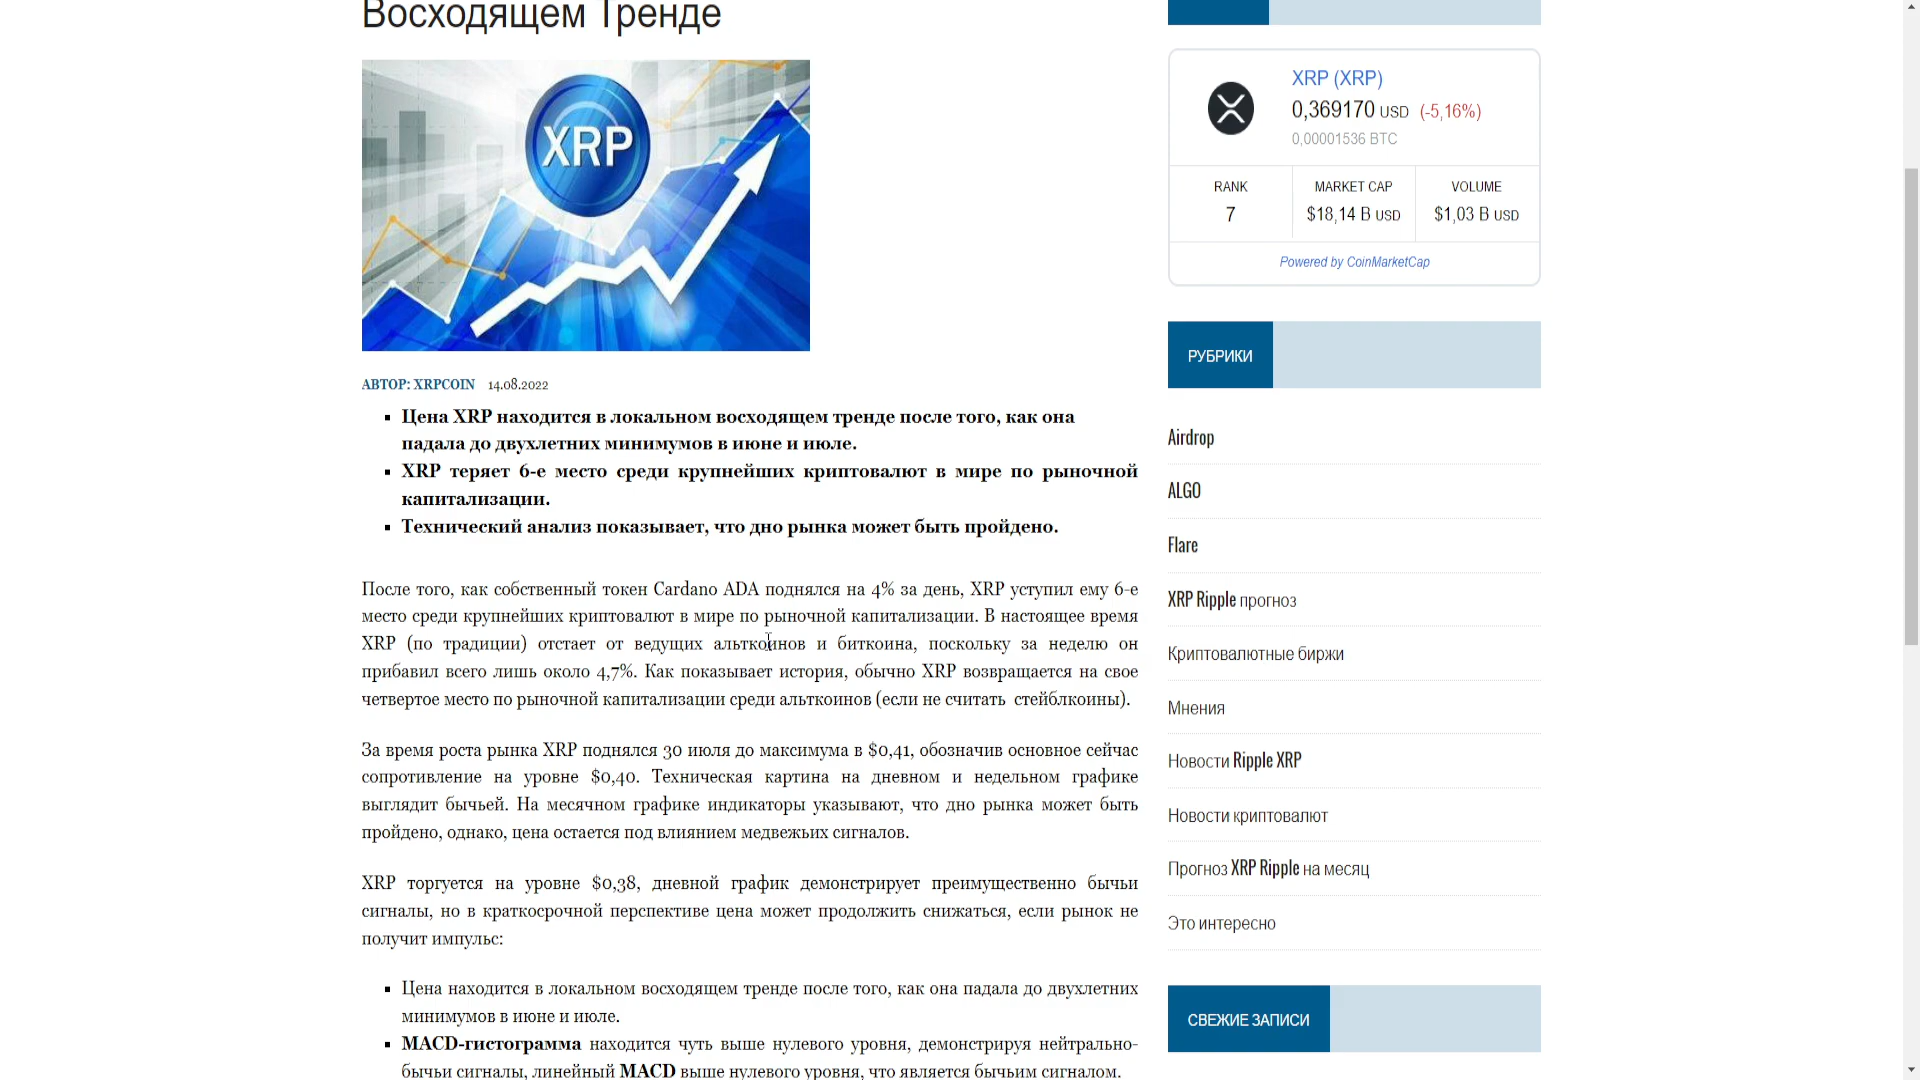 Восходящем Тренде
XRP
АВТОР: XRPCOIN 14.08.2022
Цена XRP находится в локальном восходящем тренде после того, как она
падала до двухлетних минимумов в июне и июле.
XRP теряет 6-е место среди крупнейших криптовалют в мире по рыночной
капитализации.
Технический анализ показывает, что дно рынка может быть пройдено.
После того, как собственный токен Cardano ADA поднялся на 4% за день, XRP уступил ему 6-е
место среди крупнейших криптовалют в мире по рыночной капитализации. В настоящее время
XRP (по традиции) отстает от ведущих альткоинов и биткоина, поскольку за неделю он
прибавил всего лишь около 4,7%. Как показывает история, обычно XRP возвращается на свое
четвертое место по рыночной капитализации среди альткоинов (если не считать стейблкоины).
За время роста рынка XRP поднялся 30 июля до максимума в $0,41, обозначив основное сейчас
сопротивление на уровне $0,40. Техническая картина на дневном и недельном графике
выглядит бычьей. На месячном графике индикаторы указывают, что дно рынка может быть
пройдено, однако, цена остается под влиянием медвежьих сигналов.
XRP торгуется на уровне $0,38, дневной график демонстрирует преимущественно бычьи
сигналы, но в краткосрочной перспективе цена может продолжить снижаться, если рынок не
получит импульс:
Цена находится в локальном восходящем тренде после того, как она падала до двухлетних
минимумов в июне и июле.
MACD-гистограмма находится чуть выше нулевого уровня, демонстрируя нейтрально-
бычьи сигналы, линейный MACD выше нулевого уровня, что является бычьим сигналом.
XRP (XRP)
0,369170 USD (-5,16%)
0,00001536 BTC
RANK
7
MARKET CAP
$18,14 B USD
VOLUME
$1,03 B USD
Powered by CoinMarketCap
РУБРИКИ
Airdrop
ALGO
Flare
XRP Ripple прогноз
Криптовалютные биржи
Мнения
Новости Ripple XRP
Новости криптовалют
Прогноз XRP Ripple на месяц
Это интересно
СВЕЖИЕ ЗАПИСИ